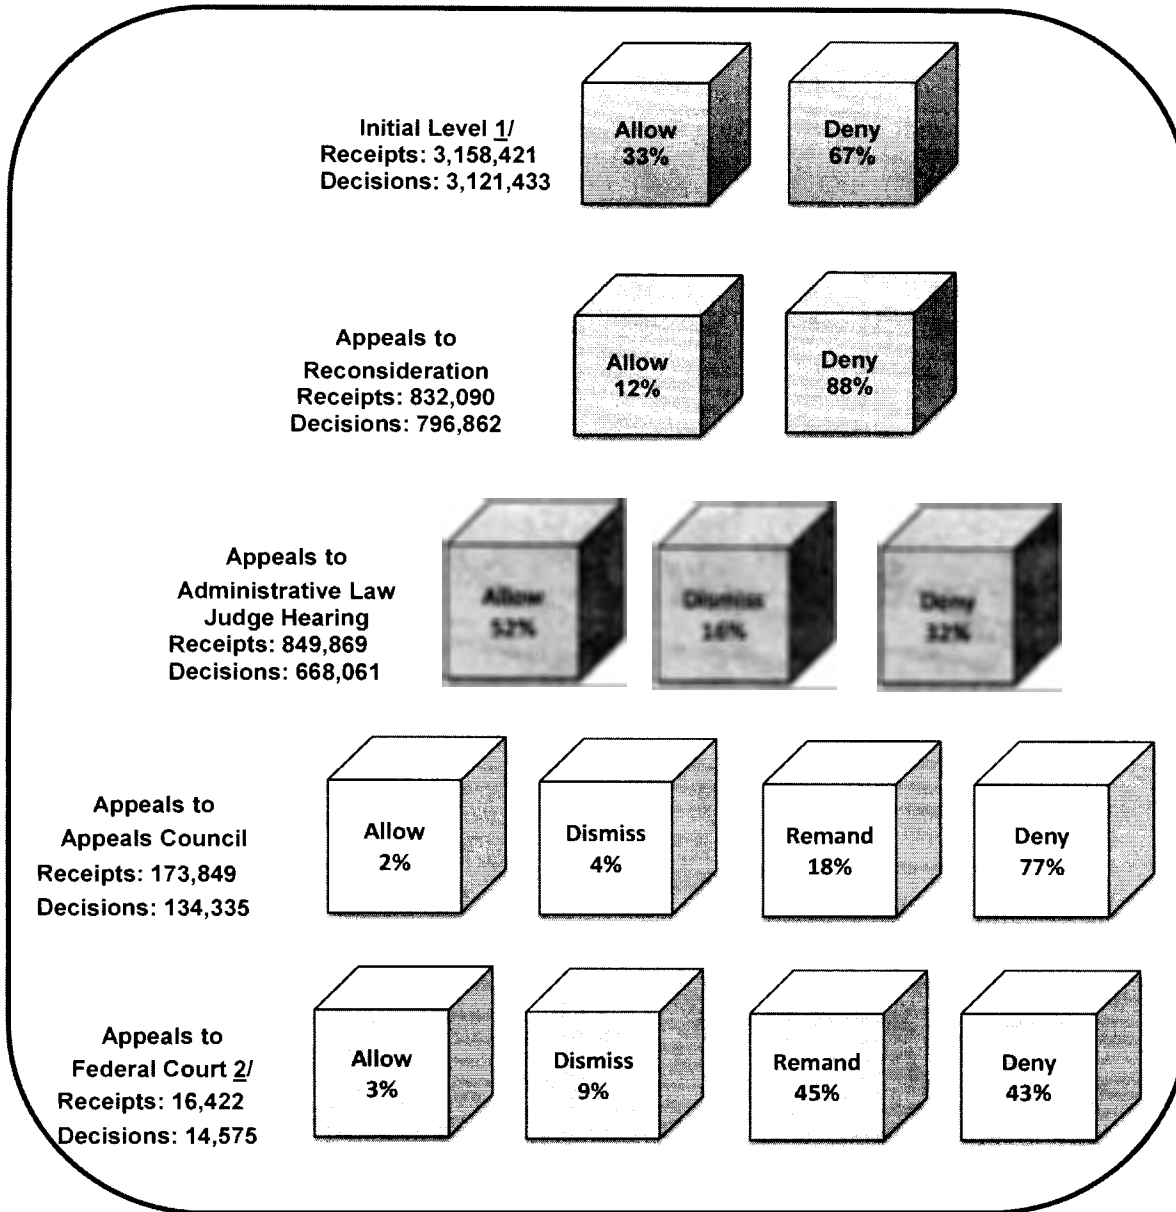 Initial Level 1/
Receipts: 3,158,421
Decisions: 3,121,433
Allow
33%
Deny
67%
Appeals to
Reconsideration
Receipts: 832,090
Decisions: 796,862
Allow
12%
Deny
88%
Appeals to
Administrative Law
Judge Hearing
Receipts: 849,869
Decisions: 668,061
Allow
52%
Dismiss
16%
Deny
32%
Appeals to
Appeals Council
Receipts: 173,849
Decisions: 134,335
Allow
2%
Dismiss
4%
Remand
18%
Deny
77%
Appeals to
Federal Court 2/
Receipts: 16,422
Decisions: 14,575
Allow
3%
Dismiss
9%
Remand
45%
Deny
43%